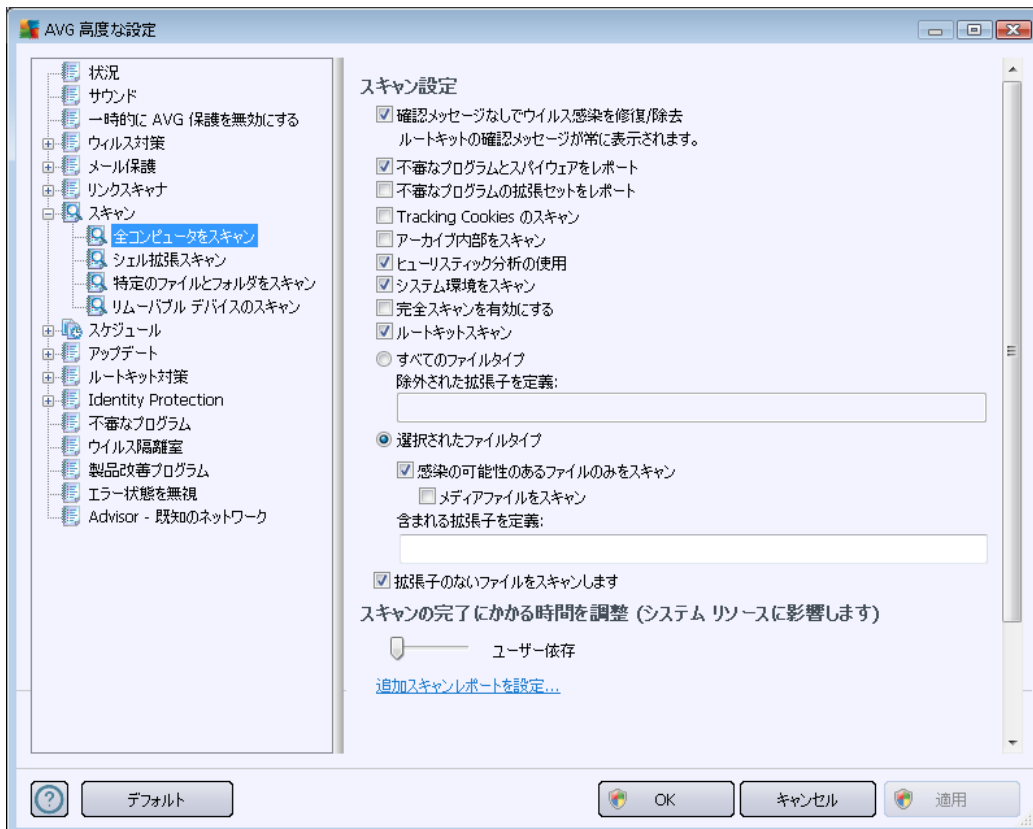 AVG 高度な設定
状況
サウンド
一時的に AVG 保護を無効にする
ウィルス対策
メール保護
リンクスキャナ
スキャン
全コンピュータをスキャン
シェル拡張スキャン
特定のファイルとフォルダをスキャン
リムーバブル デバイスのスキャン
スケジュール
アップデート
ルートキット対策
Identity Protection
不審なプログラム
ウイルス隔離室
製品改善プログラム
エラー状態を無視
Advisor - 既知のネットワーク
スキャン設定
確認メッセージなしでウイルス感染を修復/除去
ルートキットの確認メッセージが常に表示されます。
不審なプログラムとスパイウェアをレポート
不審なプログラムの拡張セットをレポート
Tracking Cookies のスキャン
アーカイブ内部をスキャン
ヒューリスティック分析の使用
システム環境をスキャン
完全スキャンを有効にする
ルートキットスキャン
すべてのファイルタイプ
除外された拡張子を定義:
選択されたファイルタイプ
感染の可能性のあるファイルのみをスキャン
メディアファイルをスキャン
含まれる拡張子を定義:
拡張子のないファイルをスキャンします
スキャンの完了にかかる時間を調整 (システム リソースに影響します)
ユーザー依存
追加スキャンレポートを設定...
デフォルト
OK
キャンセル
適用